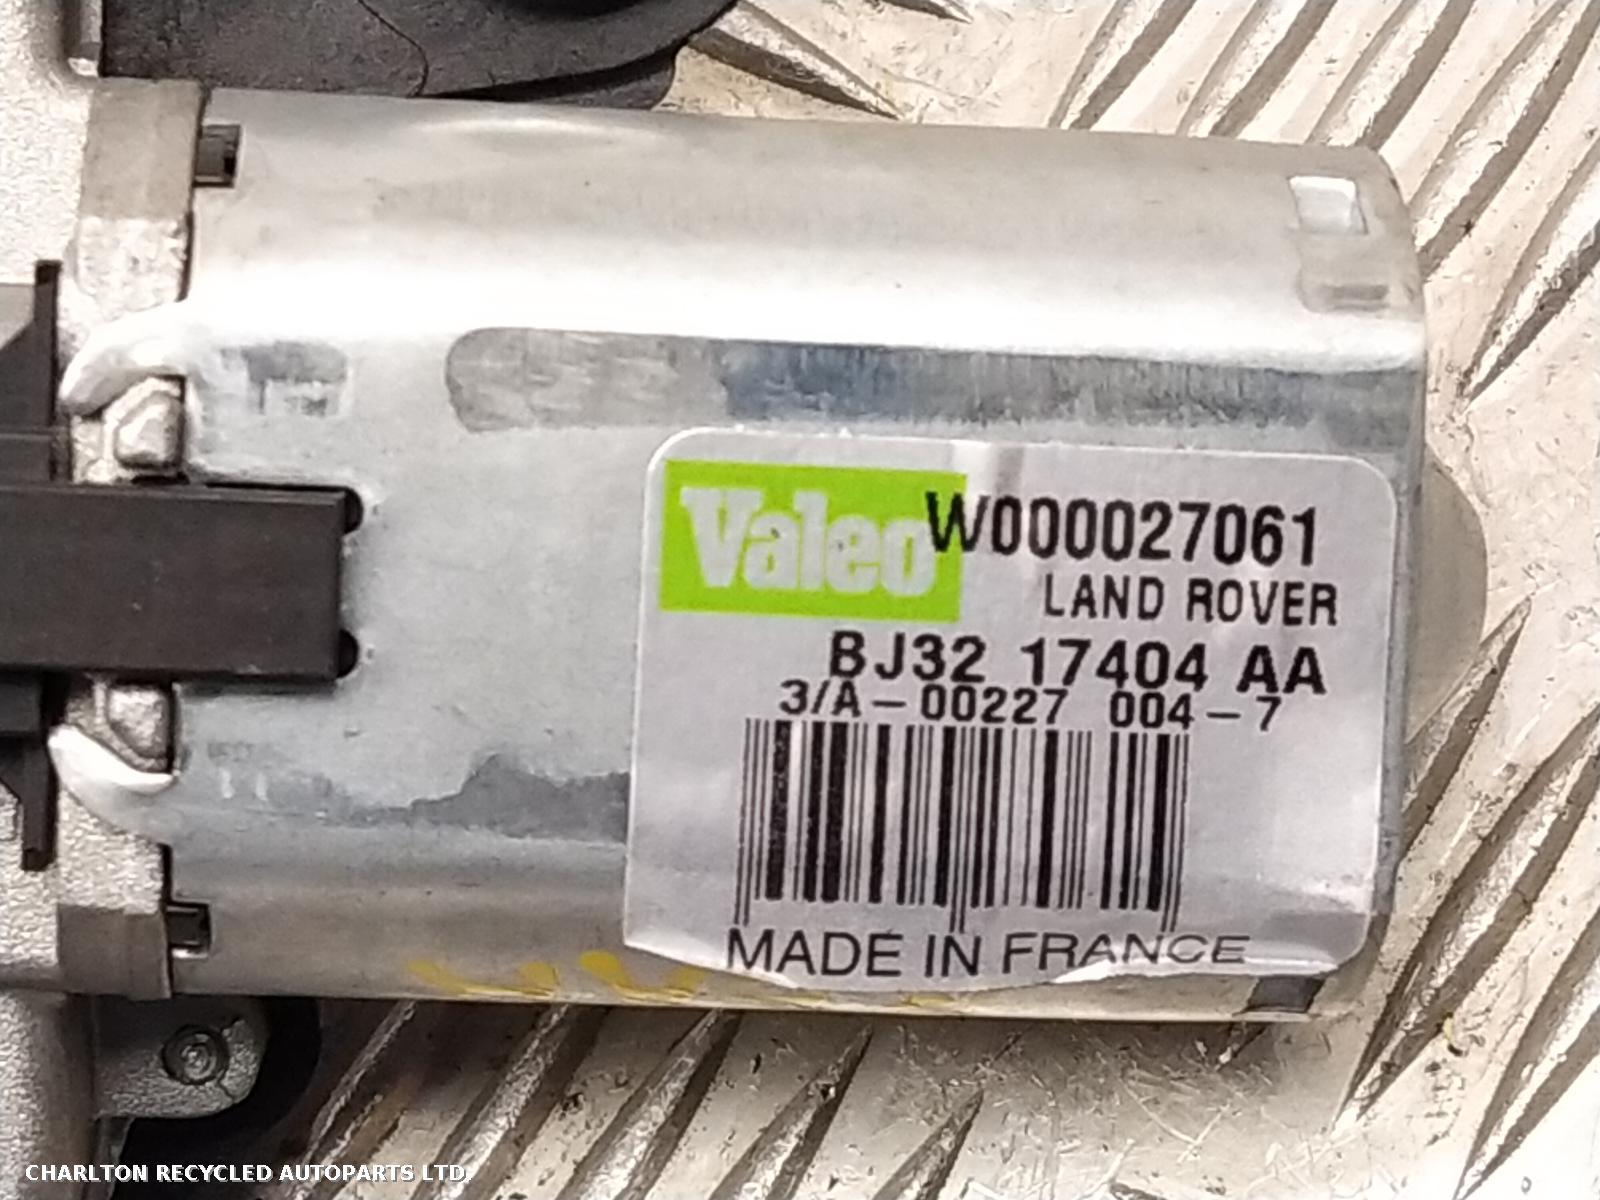 Valeo W000027061
LAND ROVER
BJ32 17404 AA
3/A-00227 004-7
MADE IN FRANCE
CHARLTON RECYCLED AUTOPARTS LTD.